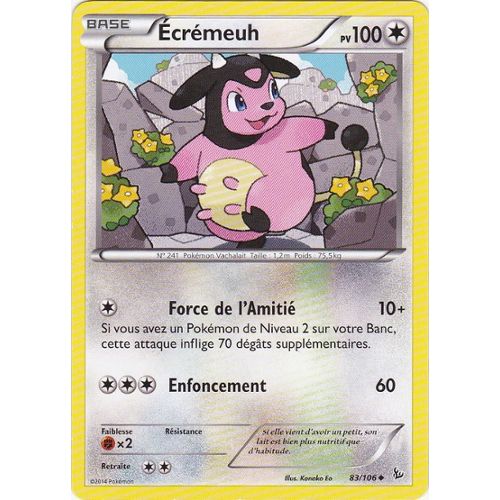 BASE
Écrémeuh
PV100
N° 241 Pokémon Vachalait Taille : 1,2m Poids : 75,5kg
Force de l'Amitié 10+
Si vous avez un Pokémon de Niveau 2 sur votre Banc,
cette attaque inflige 70 dégâts supplémentaires.
Enfoncement 60
Faiblesse Résistance
×2
Retraite
Si elle vient d'avoir un petit, son
lait est bien plus nutritif que
d'habitude.
©2014 Pokémon
Illus. Kanako Eo
83/106